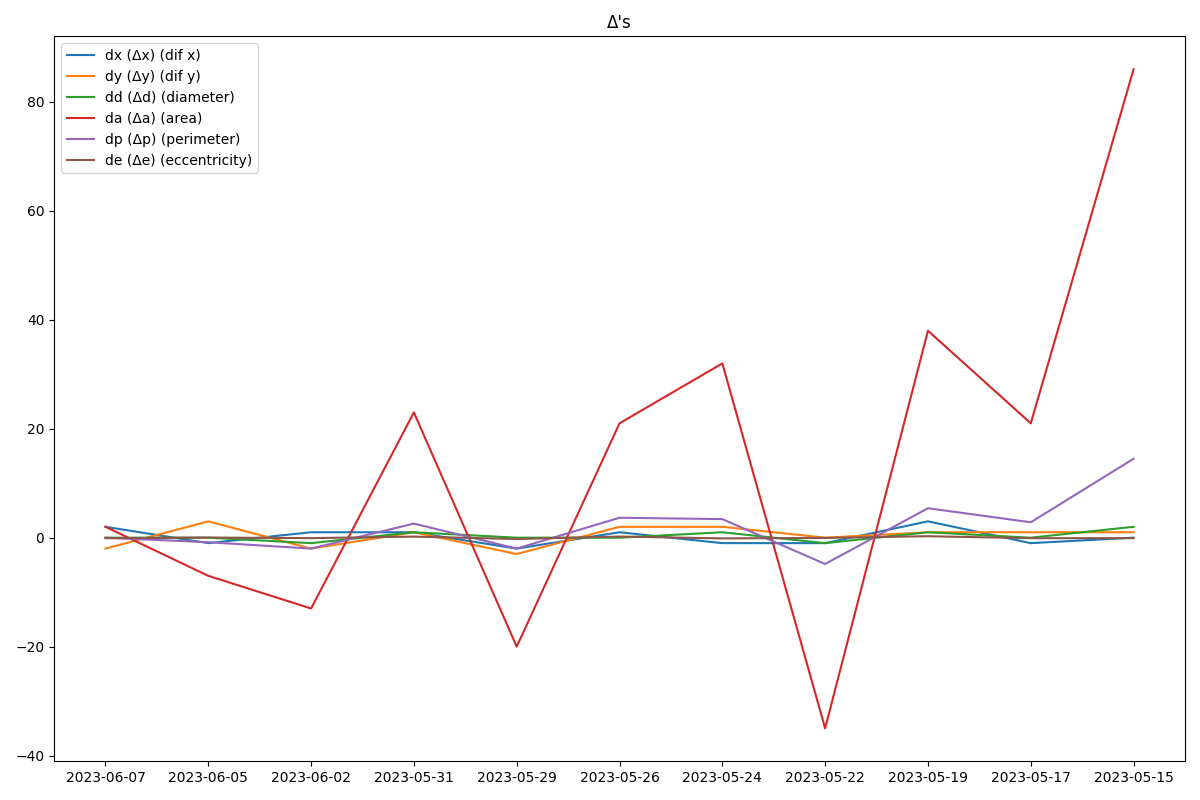 Δ's
dx (Δx) (dif x)
dy (Δy) (dif y)
dd (Δd) (diameter)
da (Δa) (area)
dp (Δp) (perimeter)
de (Δe) (eccentricity)
80
60
40
20
0
−20
−40
2023-06-07 2023-06-05 2023-06-02 2023-05-31 2023-05-29 2023-05-26 2023-05-24 2023-05-22 2023-05-19 2023-05-17 2023-05-15